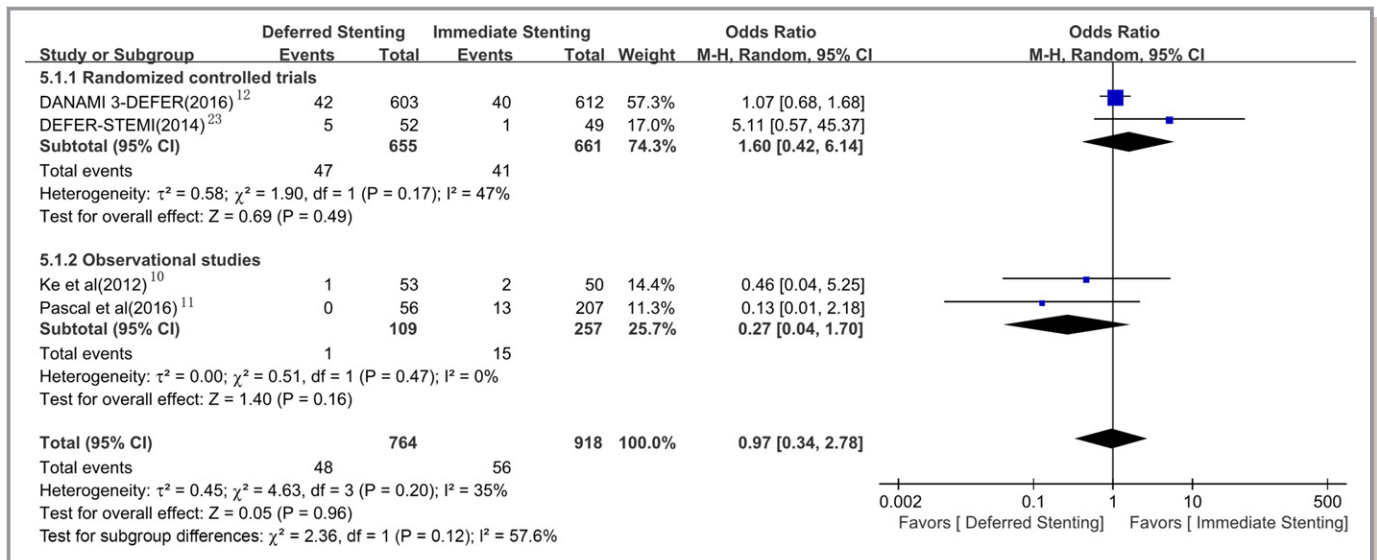 Deferred Stenting Immediate Stenting Odds Ratio Odds Ratio
Study or Subgroup Events Total Events Total Weight M-H, Random, 95% CI M-H, Random, 95% CI
5.1.1 Randomized controlled trials
DANAMI 3-DEFER(2016)12 42 603 40 612 57.3% 1.07 [0.68, 1.68]
DEFER-STEMI(2014)23 5 52 1 49 17.0% 5.11 [0.57, 45.37]
Subtotal (95% CI) 655 661 74.3% 1.60 [0.42, 6.14]
Total events 47 41
Heterogeneity: τ² = 0.58; χ² = 1.90, df = 1 (P = 0.17); I² = 47%
Test for overall effect: Z = 0.69 (P = 0.49)
5.1.2 Observational studies
Ke et al(2012)10 1 53 2 50 14.4% 0.46 [0.04, 5.25]
Pascal et al(2016)11 0 56 13 207 11.3% 0.13 [0.01, 2.18]
Subtotal (95% CI) 109 257 25.7% 0.27 [0.04, 1.70]
Total events 1 15
Heterogeneity: τ² = 0.00; χ² = 0.51, df = 1 (P = 0.47); I² = 0%
Test for overall effect: Z = 1.40 (P = 0.16)
Total (95% CI) 764 918 100.0% 0.97 [0.34, 2.78]
Total events 48 56
Heterogeneity: τ² = 0.45; χ² = 4.63, df = 3 (P = 0.20); I² = 35%
Test for overall effect: Z = 0.05 (P = 0.96)
Test for subgroup differences: χ² = 2.36, df = 1 (P = 0.12); I² = 57.6%
0.002 0.1 1 10 500
Favors [ Deferred Stenting] Favors [ Immediate Stenting]